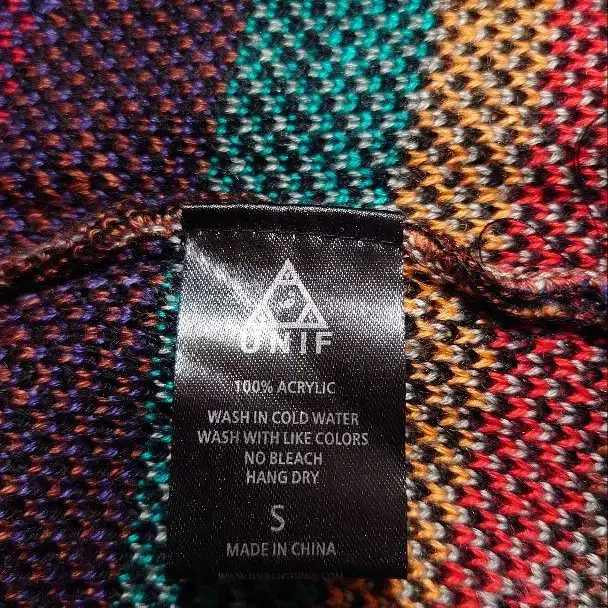 UNIF
100% ACRYLIC
WASH IN COLD WATER
WASH WITH LIKE COLORS
NO BLEACH
HANG DRY
S
MADE IN CHINA